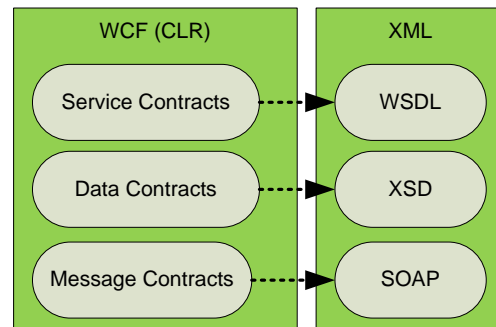 WCF (CLR)
XML
Service Contracts
WSDL
Data Contracts
XSD
Message Contracts
SOAP